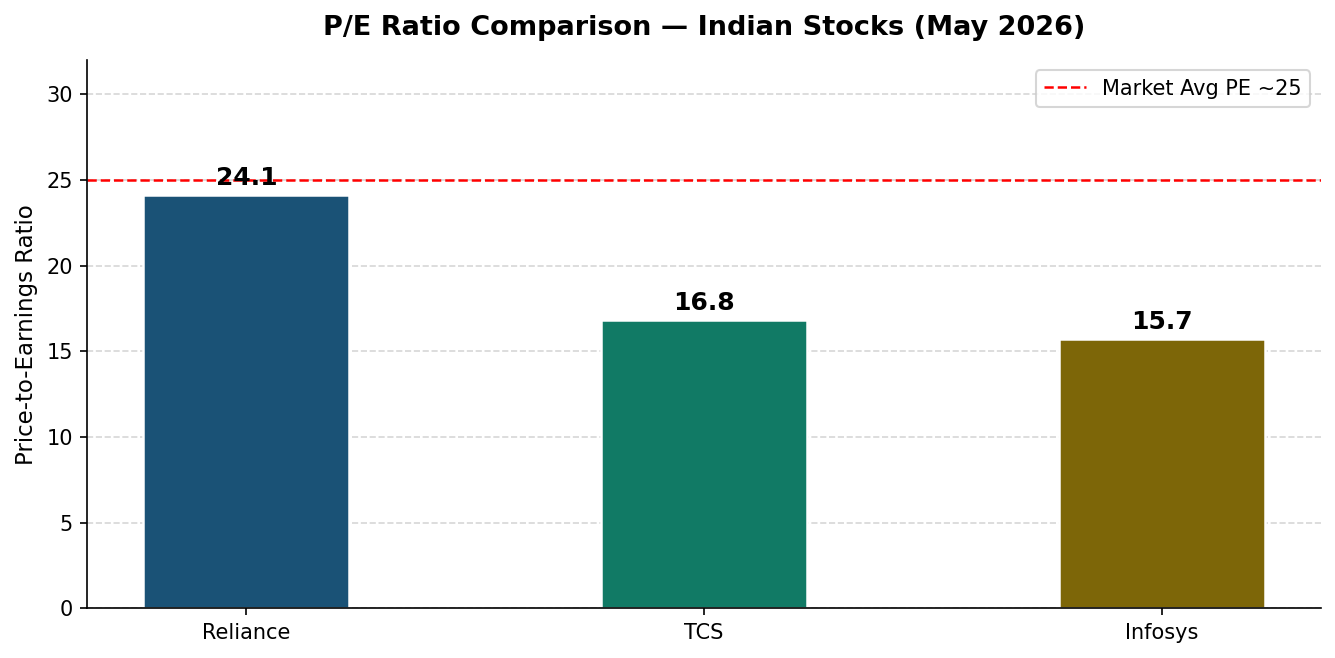 P/E Ratio Comparison — Indian Stocks (May 2026)
Market Avg PE ~25
Price-to-Earnings Ratio
30
25
20
15
10
5
0
24.1
16.8
15.7
Reliance
TCS
Infosys